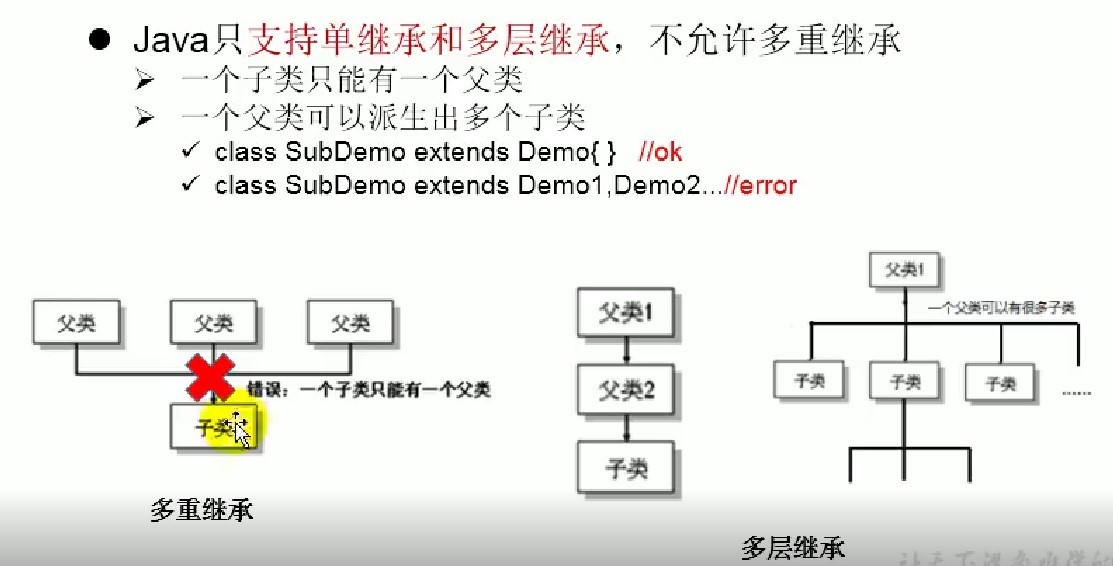 ● Java只支持单继承和多层继承，不允许多重继承
➢ 一个子类只能有一个父类
➢ 一个父类可以派生出多个子类
✓ class SubDemo extends Demo{ } //ok
✓ class SubDemo extends Demo1,Demo2...//error
父类 父类 父类
错误：一个子类只能有一个父类
子类
多重继承
父类1
父类2
子类
父类1
一个父类可以有很多子类
子类 子类 子类 ......
多层继承